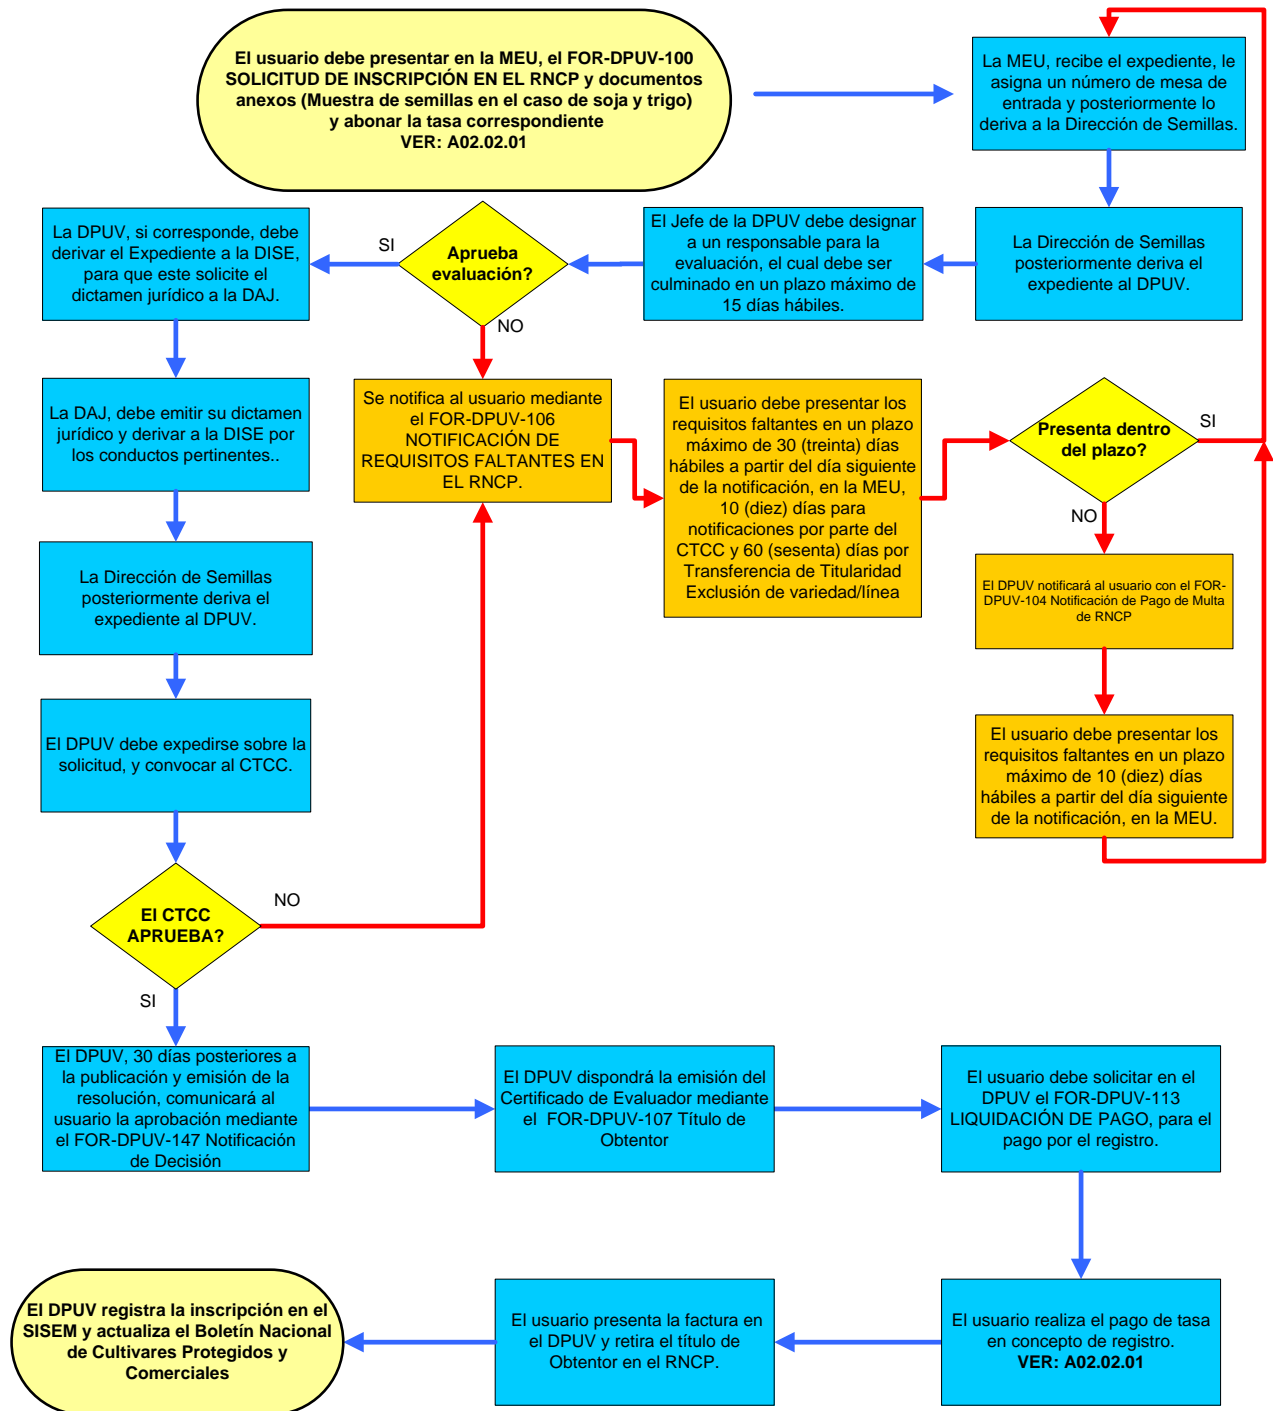 El usuario debe presentar en la MEU, el FOR-DPUV-100
SOLICITUD DE INSCRIPCIÓN EN EL RNCP y documentos
anexos (Muestra de semillas en el caso de soja y trigo)
y abonar la tasa correspondiente
VER: A02.02.01
La MEU, recibe el expediente, le
asigna un número de mesa de
entrada y posteriormente lo
deriva a la Dirección de Semillas.
La Dirección de Semillas
posteriormente deriva el
expediente al DPUV.
El Jefe de la DPUV debe designar
a un responsable para la
evaluación, el cual debe ser
culminado en un plazo máximo de
15 días hábiles.
Aprueba
evaluación?
SI
NO
La DPUV, si corresponde, debe
derivar el Expediente a la DISE,
para que este solicite el
dictamen jurídico a la DAJ.
La DAJ, debe emitir su dictamen
jurídico y derivar a la DISE por
los conductos pertinentes..
Se notifica al usuario mediante
el FOR-DPUV-106
NOTIFICACIÓN DE
REQUISITOS FALTANTES EN
EL RNCP.
El usuario debe presentar los
requisitos faltantes en un plazo
máximo de 30 (treinta) días
hábiles a partir del día siguiente
de la notificación, en la MEU,
10 (diez) días para
notificaciones por parte del
CTCC y 60 (sesenta) días por
Transferencia de Titularidad
Exclusión de variedad/línea
Presenta dentro
del plazo?
SI
NO
El DPUV notificará al usuario con el FOR-
DPUV-104 Notificación de Pago de Multa
de RNCP
El usuario debe presentar los
requisitos faltantes en un plazo
máximo de 10 (diez) días
hábiles a partir del día siguiente
de la notificación, en la MEU.
La Dirección de Semillas
posteriormente deriva el
expediente al DPUV.
El DPUV debe expedirse sobre la
solicitud, y convocar al CTCC.
El CTCC
APRUEBA?
NO
SI
El DPUV, 30 días posteriores a
la publicación y emisión de la
resolución, comunicará al
usuario la aprobación mediante
el FOR-DPUV-147 Notificación
de Decisión
El DPUV dispondrá la emisión del
Certificado de Evaluador mediante
el  FOR-DPUV-107 Título de
Obtentor
El usuario debe solicitar en el
DPUV el FOR-DPUV-113
LIQUIDACIÓN DE PAGO, para el
pago por el registro.
El usuario realiza el pago de tasa
en concepto de registro.
VER: A02.02.01
El usuario presenta la factura en
el DPUV y retira el título de
Obtentor en el RNCP.
El DPUV registra la inscripción en el
SISEM y actualiza el Boletín Nacional
de Cultivares Protegidos y
Comerciales